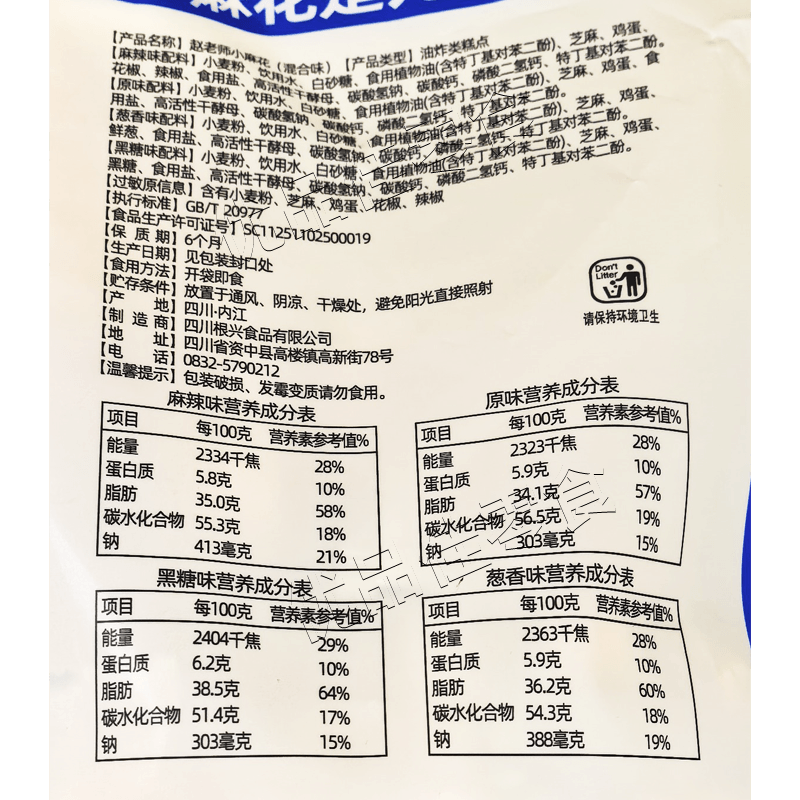 麻花是
【产品名称】赵老师小麻花（混合味）【产品类型】油炸类糕点
【麻辣味配料】小麦粉、饮用水、白砂糖、食用植物油(含特丁基对苯二酚)、芝麻、鸡蛋、
花椒、辣椒、食用盐、高活性干酵母、碳酸氢钠、碳酸钙、磷酸二氢钙、特丁基对苯二酚。
【原味配料】小麦粉、饮用水、白砂糖、食用植物油(含特丁基对苯二酚)、芝麻、鸡蛋、食
用盐、高活性干酵母、碳酸氢钠、碳酸钙、磷酸二氢钙、特丁基对苯二酚。
【葱香味配料】小麦粉、饮用水、白砂糖、食用植物油(含特丁基对苯二酚)、芝麻、鸡蛋、
鲜葱、食用盐、高活性干酵母、碳酸氢钠、碳酸钙、磷酸二氢钙、特丁基对苯二酚。
【黑糖味配料】小麦粉、饮用水、白砂糖、食用植物油(含特丁基对苯二酚)、芝麻、鸡蛋、
黑糖、食用盐、高活性干酵母、碳酸氢钠、碳酸钙、磷酸二氢钙、特丁基对苯二酚。
【过敏原信息】含有小麦粉、芝麻、鸡蛋、花椒、辣椒
【执行标准】GB/T 20977
【食品生产许可证号】SC11251102500019
【保 质 期】6个月
【生产日期】见包装封口处
【食用方法】开袋即食
【贮存条件】放置于通风、阴凉、干燥处，避免阳光直接照射
【产 地】四川·内江
【制 造 商】四川根兴食品有限公司
【地 址】四川省资中县高楼镇高新街78号
【电 话】0832-5790212
【温馨提示】包装破损、发霉变质请勿食用。
Don't
Litter
请保持环境卫生
麻辣味营养成分表
项目 每100克 营养素参考值%
能量 2334千焦 28%
蛋白质 5.8克 10%
脂肪 35.0克 58%
碳水化合物 55.3克 18%
钠 413毫克 21%
原味营养成分表
项目 每100克 营养素参考值%
能量 2323千焦 28%
蛋白质 5.9克 10%
脂肪 34.1克 57%
碳水化合物 56.5克 19%
钠 303毫克 15%
黑糖味营养成分表
项目 每100克 营养素参考值%
能量 2404千焦 29%
蛋白质 6.2克 10%
脂肪 38.5克 64%
碳水化合物 51.4克 17%
钠 303毫克 15%
葱香味营养成分表
项目 每100克 营养素参考值%
能量 2363千焦 28%
蛋白质 5.9克 10%
脂肪 36.2克 60%
碳水化合物 54.3克 18%
钠 388毫克 19%